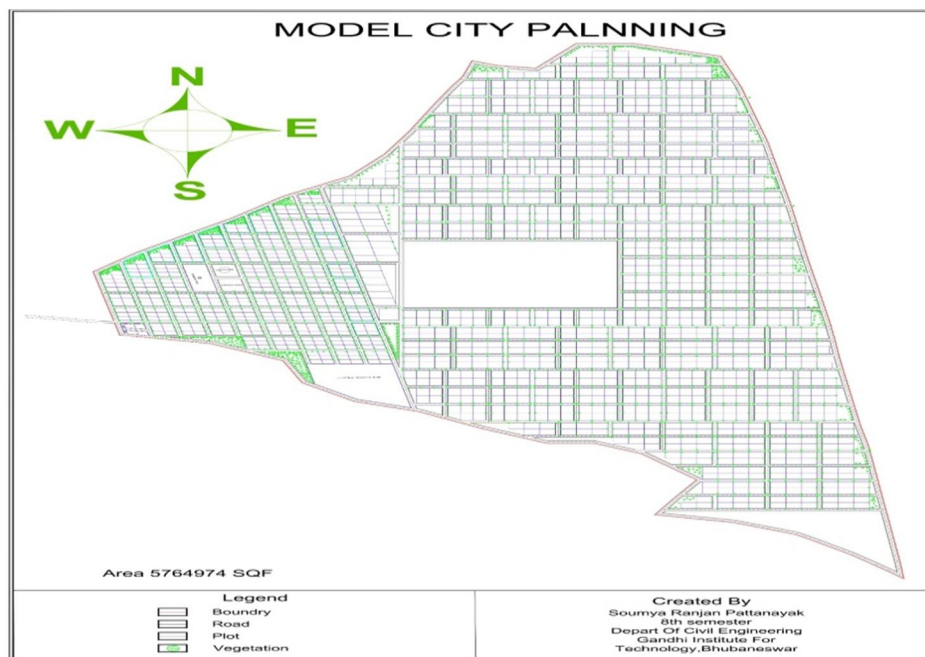 MODEL CITY PALNNING
N
W E
S
Area 5764974 SQF
Legend
Boundry
Road
Plot
Vegetation
Created By
Soumya Ranjan Pattanayak
8th semester
Depart Of Civil Engineering
Gandhi Institute For
Technology,Bhubaneswar